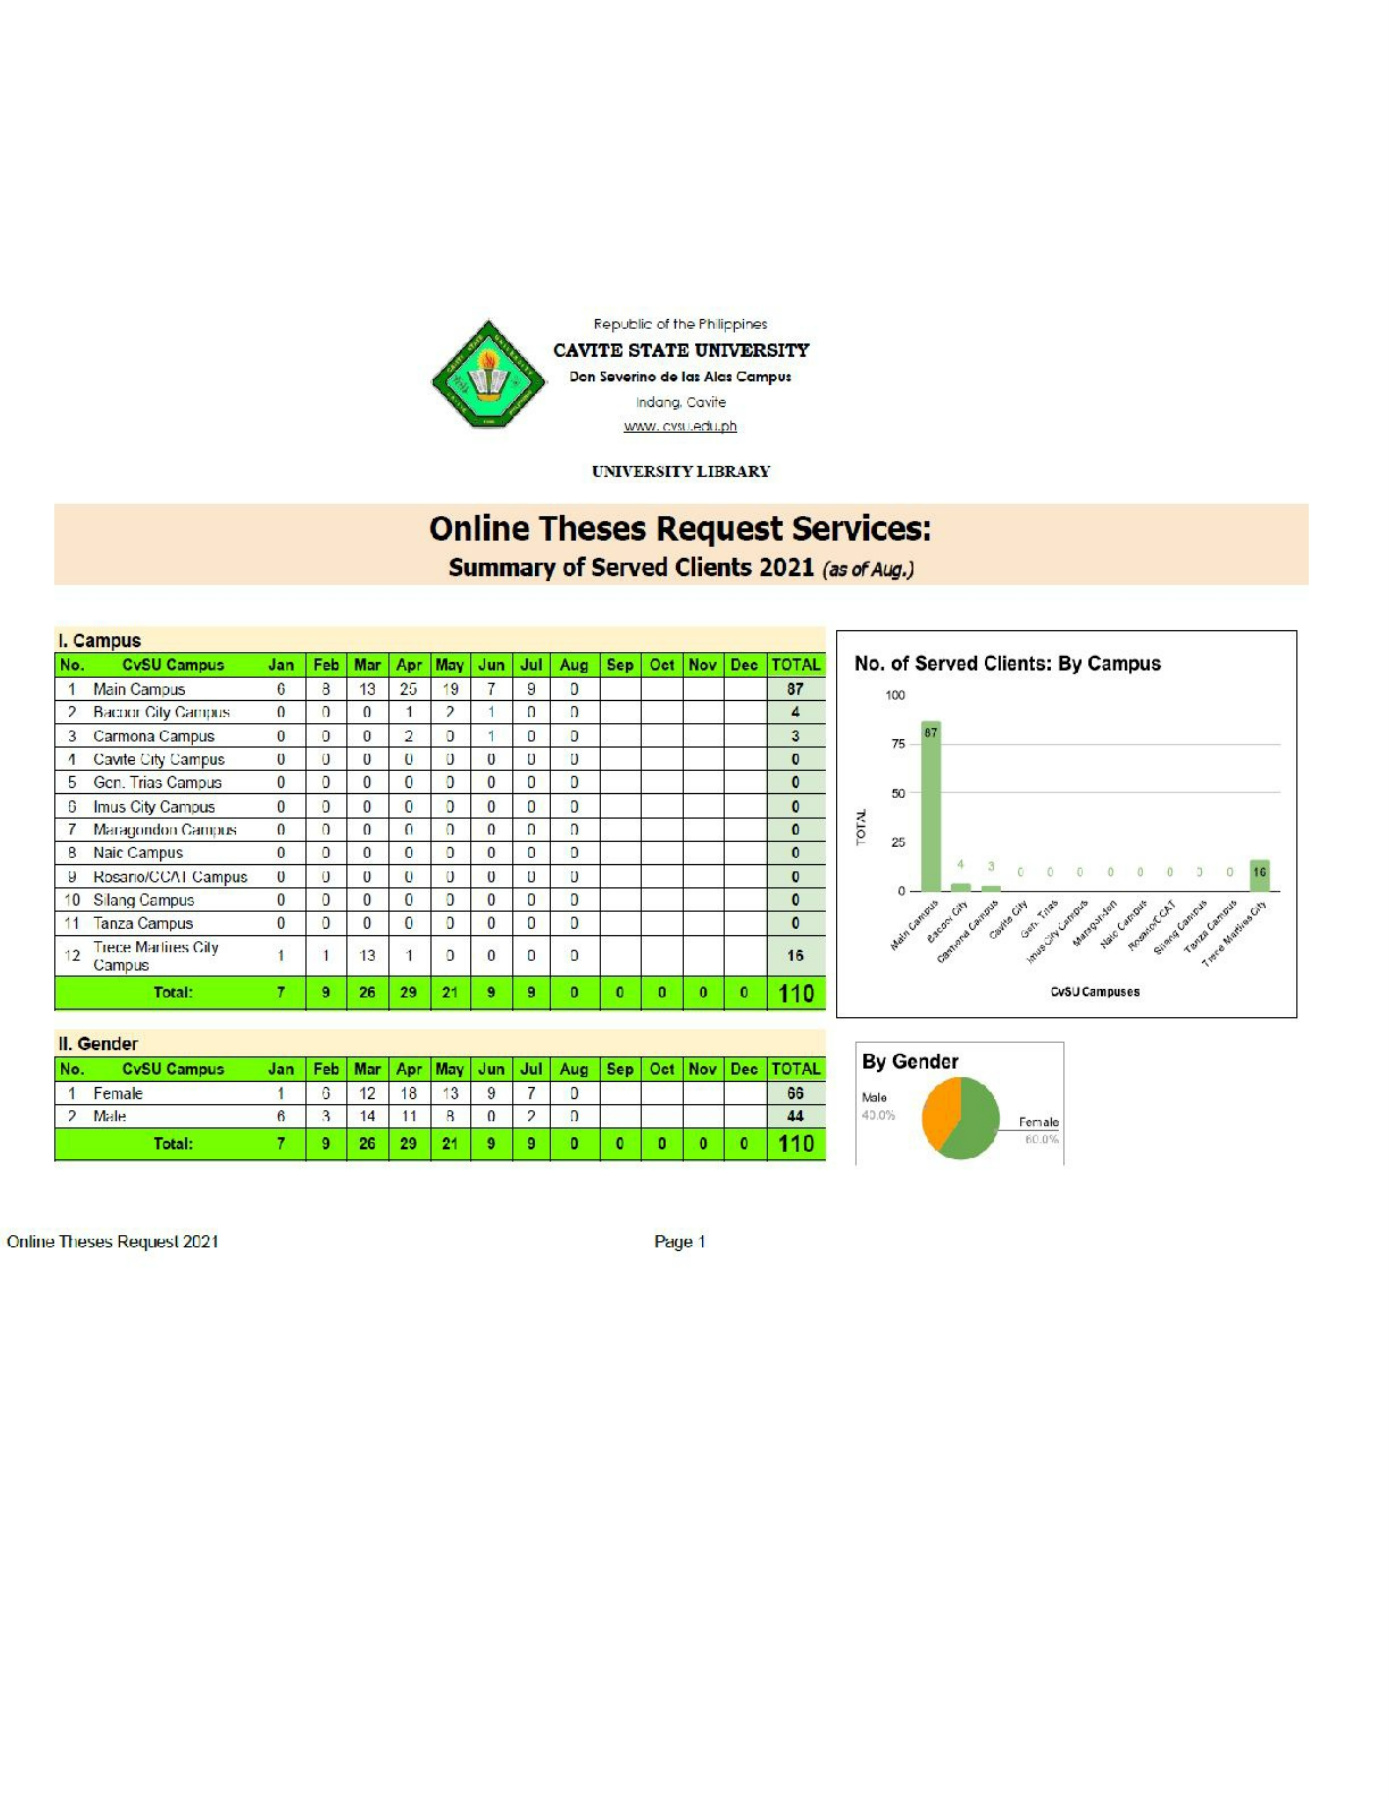 Republic of the Philippines
CAVITE STATE UNIVERSITY
Don Severino de las Alas Campus
Indang, Cavite
www.cvsu.edu.ph
UNIVERSITY LIBRARY
Online Theses Request Services:
Summary of Served Clients 2021 (as of Aug.)
I. Campus
No. CvSU Campus Jan Feb Mar Apr May Jun Jul Aug Sep Oct Nov Dec TOTAL
1 Main Campus 6 8 13 25 19 7 9 0 87
2 Bacoor City Campus 0 0 0 1 2 1 0 0 4
3 Carmona Campus 0 0 0 2 0 1 0 0 3
4 Cavite City Campus 0 0 0 0 0 0 0 0 0
5 Gen. Trias Campus 0 0 0 0 0 0 0 0 0
6 Imus City Campus 0 0 0 0 0 0 0 0 0
7 Maragondon Campus 0 0 0 0 0 0 0 0 0
8 Naic Campus 0 0 0 0 0 0 0 0 0
9 Rosario/CCAT Campus 0 0 0 0 0 0 0 0 0
10 Silang Campus 0 0 0 0 0 0 0 0 0
11 Tanza Campus 0 0 0 0 0 0 0 0 0
12 Trece Martires City Campus 1 1 13 1 0 0 0 0 16
Total: 7 9 26 29 21 9 9 0 0 0 0 0 110
No. of Served Clients: By Campus
100
75
50
25
0
TOTAL
87 4 3 0 0 0 0 0 0 0 0 16
Main Campus
Bacoor City
Carmona Campus
Cavite City
Gen. Trias
Imus City Campus
Maragondon
Naic Campus
Rosario/CCAT
Silang Campus
Tanza Campus
Trece Martires City
CvSU Campuses
II. Gender
No. CvSU Campus Jan Feb Mar Apr May Jun Jul Aug Sep Oct Nov Dec TOTAL
1 Female 1 6 12 18 13 9 7 0 66
2 Male 6 3 14 11 8 0 2 0 44
Total: 7 9 26 29 21 9 9 0 0 0 0 0 110
By Gender
Male
40.0%
Female
60.0%
Online Theses Request 2021
Page 1